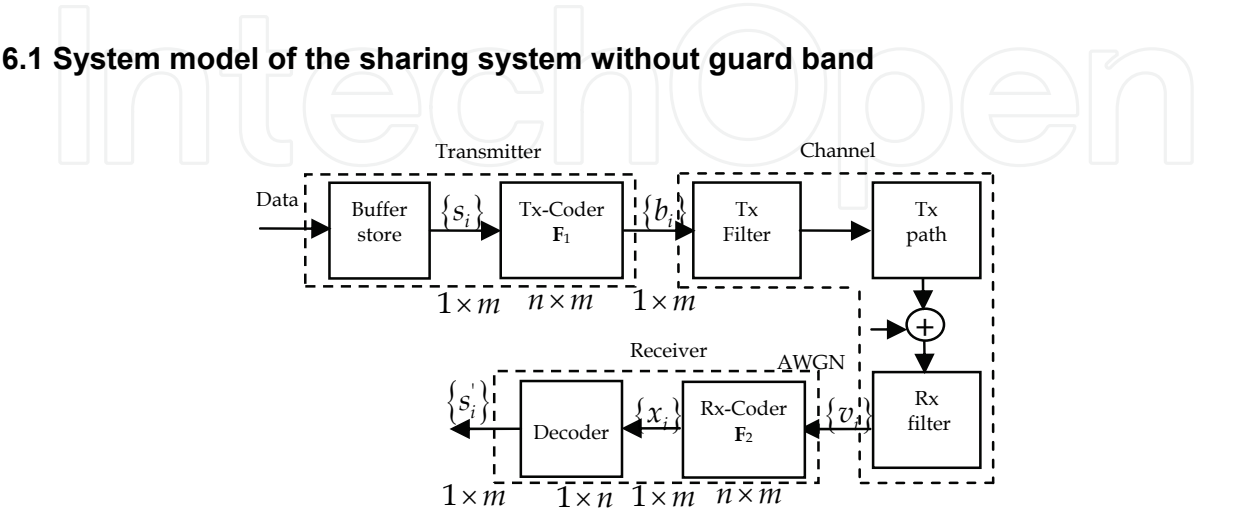 IntechOpen
6.1 System model of the sharing system without guard band
Transmitter
Channel
Data
Buffer
store
{s_i}
Tx-Coder
F₁
{b_i}
Tx
Filter
Tx
path
1×m
n×m
1×m
+
Receiver
AWGN
{s'_i}
Decoder
{x_i}
Rx-Coder
F₂
{v_i}
Rx
filter
1×m
1×n
1×m
n×m